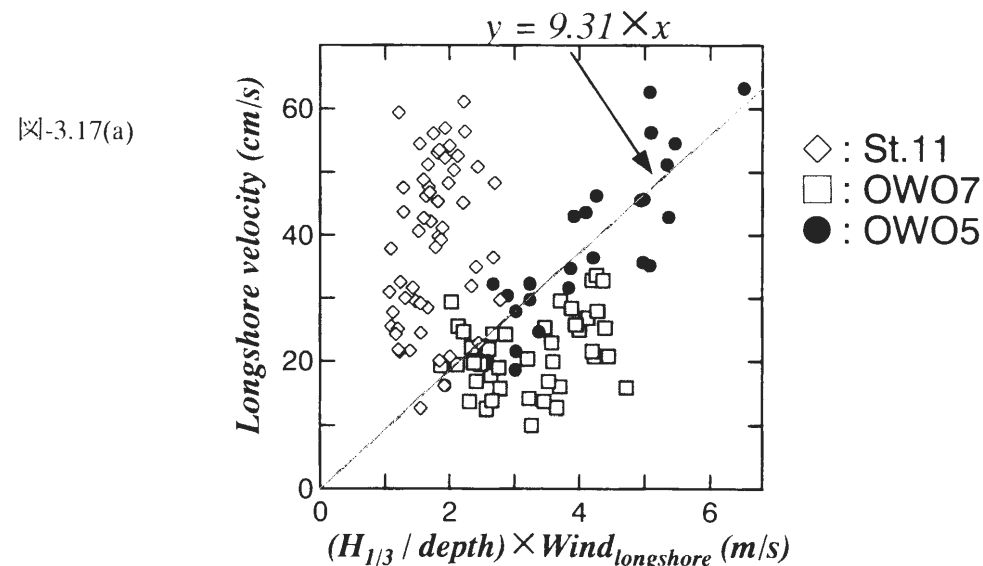 y = 9.31×x
図-3.17(a)
Longshore velocity (cm/s)
60
40
20
0
0 2 4 6
(H1/3 / depth)×Windlongshore (m/s)
◇ : St.11
□ : OWO7
● : OWO5